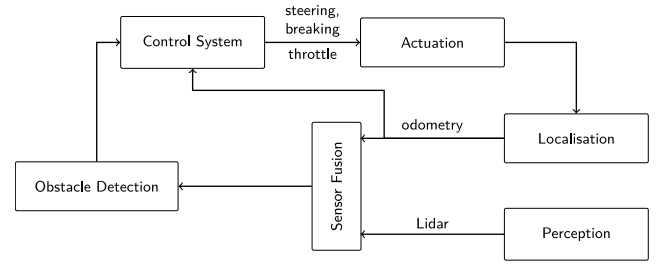 steering,
breaking
throttle
Control System
Actuation
odometry
Localisation
Sensor Fusion
Obstacle Detection
Lidar
Perception